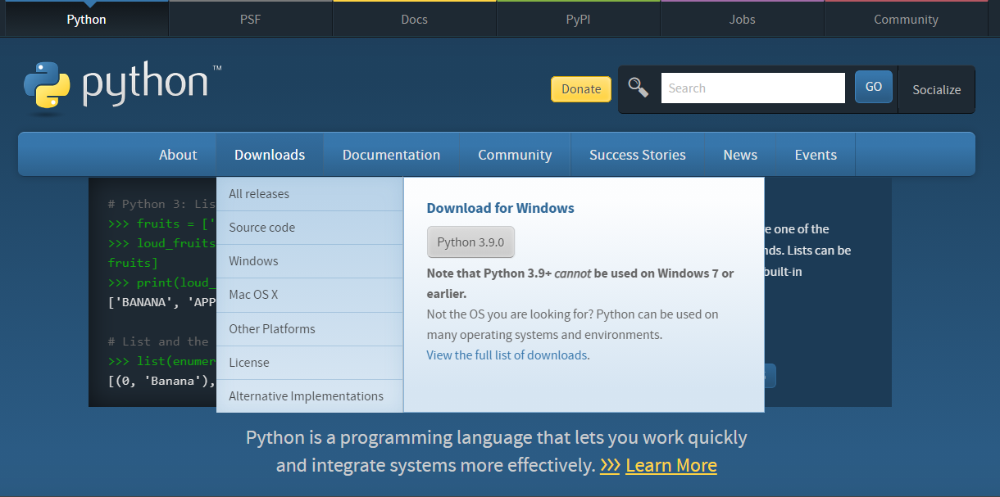 Python PSF Docs PyPI Jobs Community
python™
Donate Search GO Socialize
About Downloads Documentation Community Success Stories News Events
All releases
Source code
Windows
Mac OS X
Other Platforms
License
Alternative Implementations
Download for Windows
Python 3.9.0
Note that Python 3.9+ cannot be used on Windows 7 or
earlier.
Not the OS you are looking for? Python can be used on
many operating systems and environments.
View the full list of downloads.
# Python 3: Lis
>>> fruits = ['
>>> loud_fruits
fruits]
>>> print(loud_
['BANANA', 'APP
# List and the
>>> list(enumer
[(0, 'Banana'),
e one of the
nds. Lists can be
built-in
Python is a programming language that lets you work quickly
and integrate systems more effectively. >>> Learn More